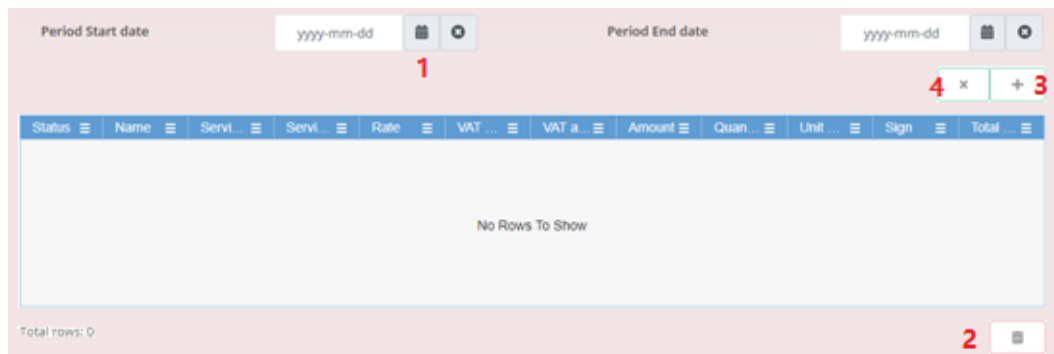 Period Start date yyyy-mm-dd Period End date yyyy-mm-dd
1
4 3
Status Name Servi... Servi... Rate VAT ... VAT a... Amount Quan... Unit ... Sign Total ...
No Rows To Show
Total rows: 0
2